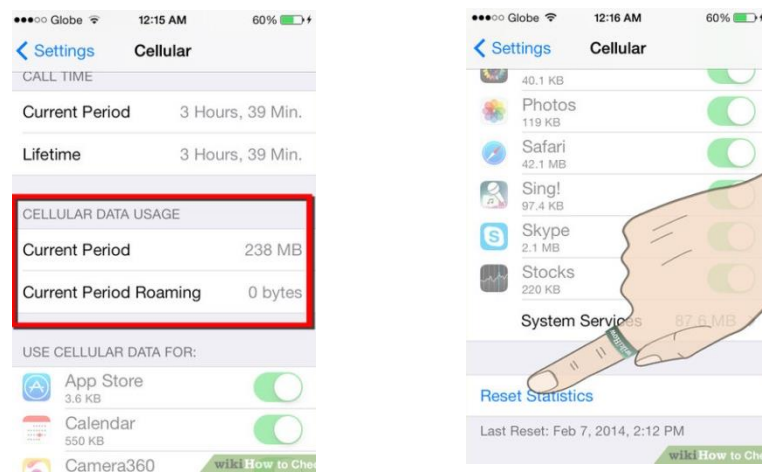 Globe 12:15 AM 60%
Settings Cellular
CALL TIME
Current Period 3 Hours, 39 Min.
Lifetime 3 Hours, 39 Min.
CELLULAR DATA USAGE
Current Period 238 MB
Current Period Roaming 0 bytes
USE CELLULAR DATA FOR:
App Store
3.6 KB
Calendar
550 KB
Camera360
wikiHow to Che
Globe 12:16 AM 60%
Settings Cellular
40.1 KB
Photos
119 KB
Safari
42.1 MB
Sing!
97.4 KB
Skype
2.1 MB
Stocks
220 KB
System Services 87.6 MB
wikiHow
Reset Statistics
Last Reset: Feb 7, 2014, 2:12 PM
wikiHow to Che